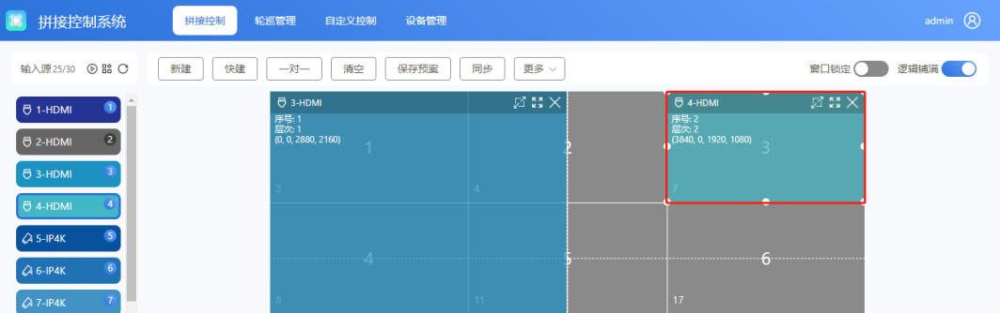 拼接控制系统 拼接控制 轮巡管理 自定义控制 设备管理 admin
输入源 25/30 新建 快建 一对一 清空 保存预案 同步 更多 窗口锁定 逻辑铺满
1-HDMI 1
2-HDMI 2
3-HDMI 3
4-HDMI 4
5-IP4K 5
6-IP4K 6
7-IP4K 7
3-HDMI
序号: 1
层次: 1
(0, 0, 2880, 2160)
1
2
3
4
4-HDMI
序号: 2
层次: 2
(3840, 0, 1920, 1080)
3
7
4
5
6
8
11
17